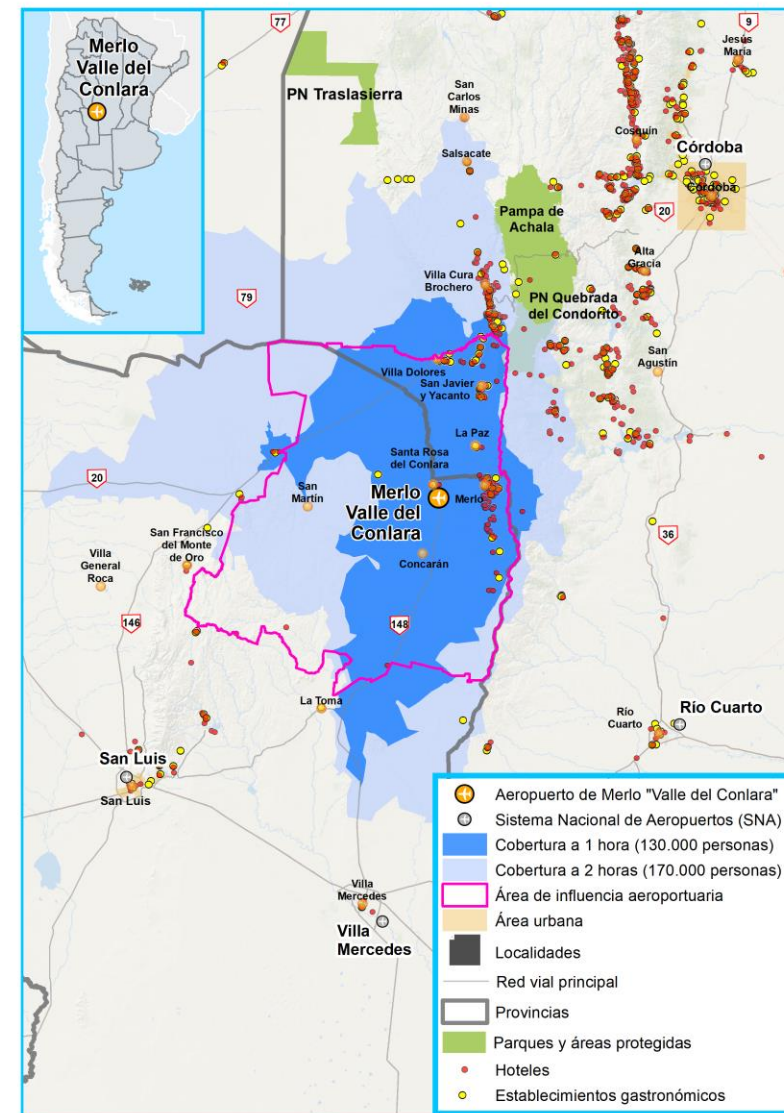 Merlo
Valle del
Conlara
77
9
Jesús
María
PN Traslasierra
San
Carlos
Minas
Salsacate
Cosquín
Córdoba
Córdoba
20
Pampa de
Achala
Alta
Gracia
Villa Cura
Brochero
PN Quebrada
del Condorito
79
San
Agustín
Villa Dolores
San Javier
y Yacanto
La Paz
Santa Rosa
del Conlara
20
San
Martín
Merlo
Valle del
Conlara
Merlo
36
San Francisco
del Monte
de Oro
Villa
General
Roca
Concarán
146
148
La Toma
Río
Cuarto
Río Cuarto
San Luis
San Luis
Villa
Mercedes
Villa
Mercedes
Aeropuerto de Merlo "Valle del Conlara"
Sistema Nacional de Aeropuertos (SNA)
Cobertura a 1 hora (130.000 personas)
Cobertura a 2 horas (170.000 personas)
Área de influencia aeroportuaria
Área urbana
Localidades
Red vial principal
Provincias
Parques y áreas protegidas
Hoteles
Establecimientos gastronómicos